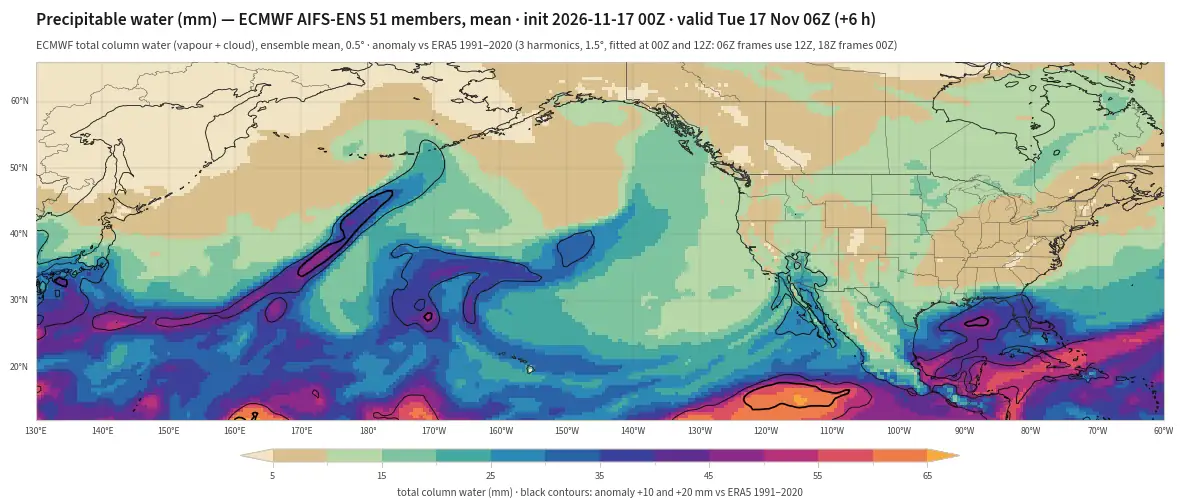 Precipitable water (mm) — ECMWF AIFS-ENS 51 members, mean · init 2026-11-17 00Z · valid Tue 17 Nov 06Z (+6 h)
ECMWF total column water (vapour + cloud), ensemble mean, 0.5° · anomaly vs ERA5 1991–2020 (3 harmonics, 1.5°, fitted at 00Z and 12Z: 06Z frames use 12Z, 18Z frames 00Z)
60°N
50°N
40°N
30°N
20°N
130°E 140°E 150°E 160°E 170°E 180° 170°W 160°W 150°W 140°W 130°W 120°W 110°W 100°W 90°W 80°W 70°W 60°W
5 15 25 35 45 55 65
total column water (mm) · black contours: anomaly +10 and +20 mm vs ERA5 1991–2020